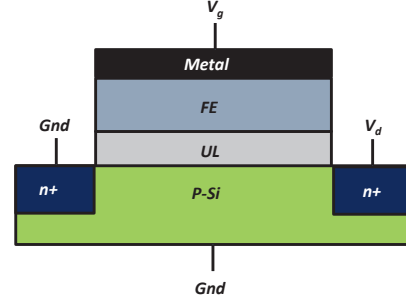 V_g
Metal
FE
Gnd
V_d
UL
n+
P-Si
n+
Gnd